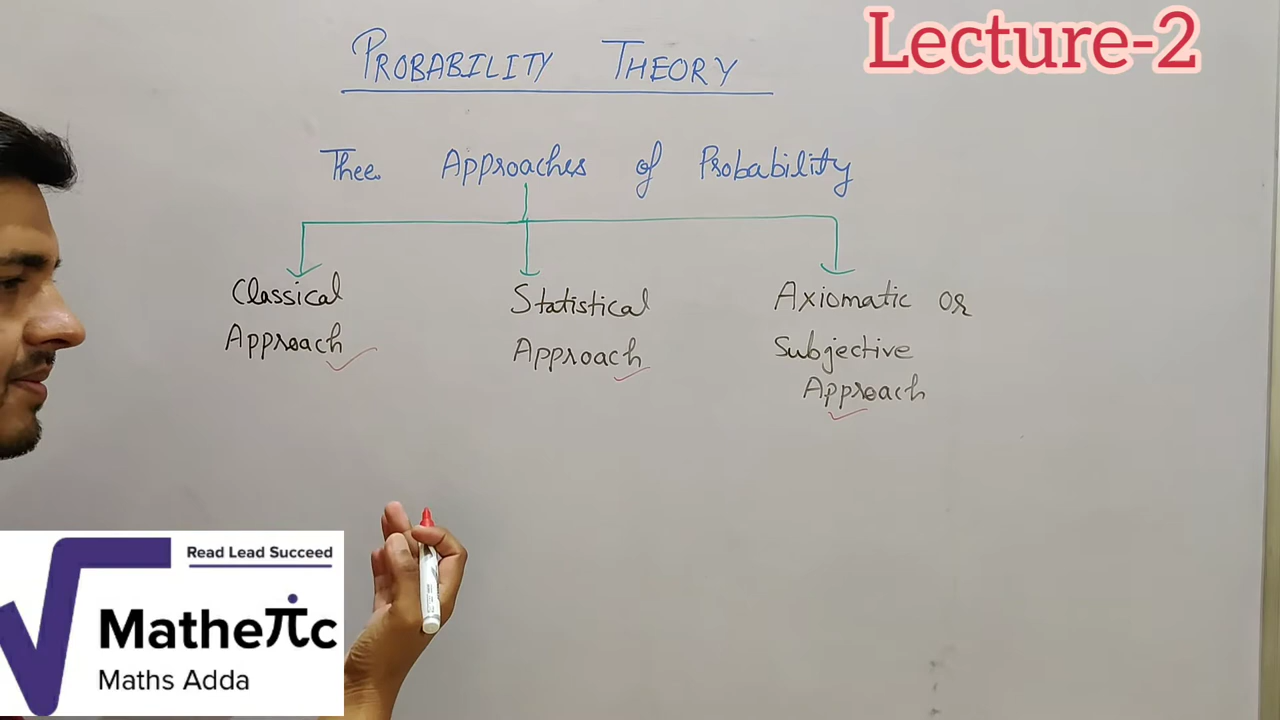 Lecture-2
PROBABILITY THEORY
Thee Approaches of Probability
Classical
Approach
Statistical
Approach
Axiomatic or
Subjective
Approach
Read Lead Succeed
Matheπc
Maths Adda